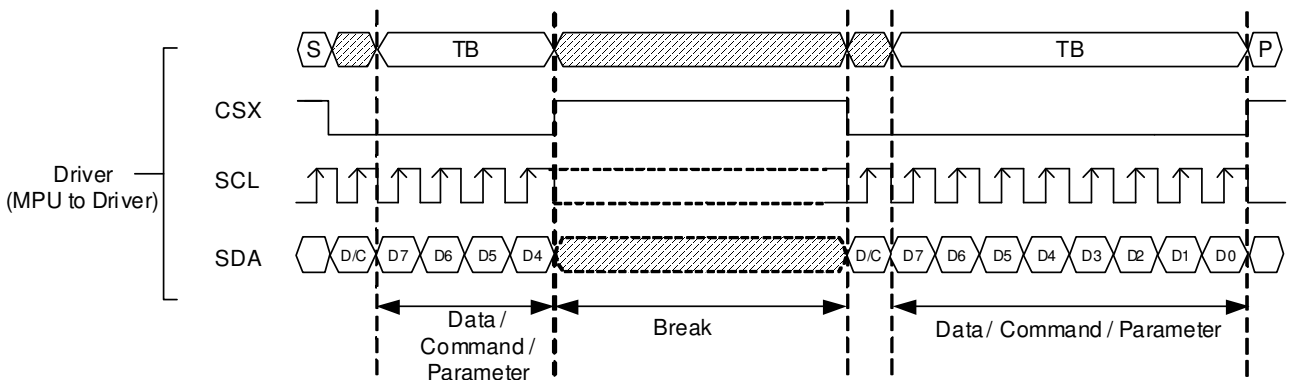 S TB TB P
CSX
Driver
(MPU to Driver)
SCL
SDA D/C D7 D6 D5 D4 D/C D7 D6 D5 D4 D3 D2 D1 D0
Data / Command / Parameter
Break
Data / Command / Parameter